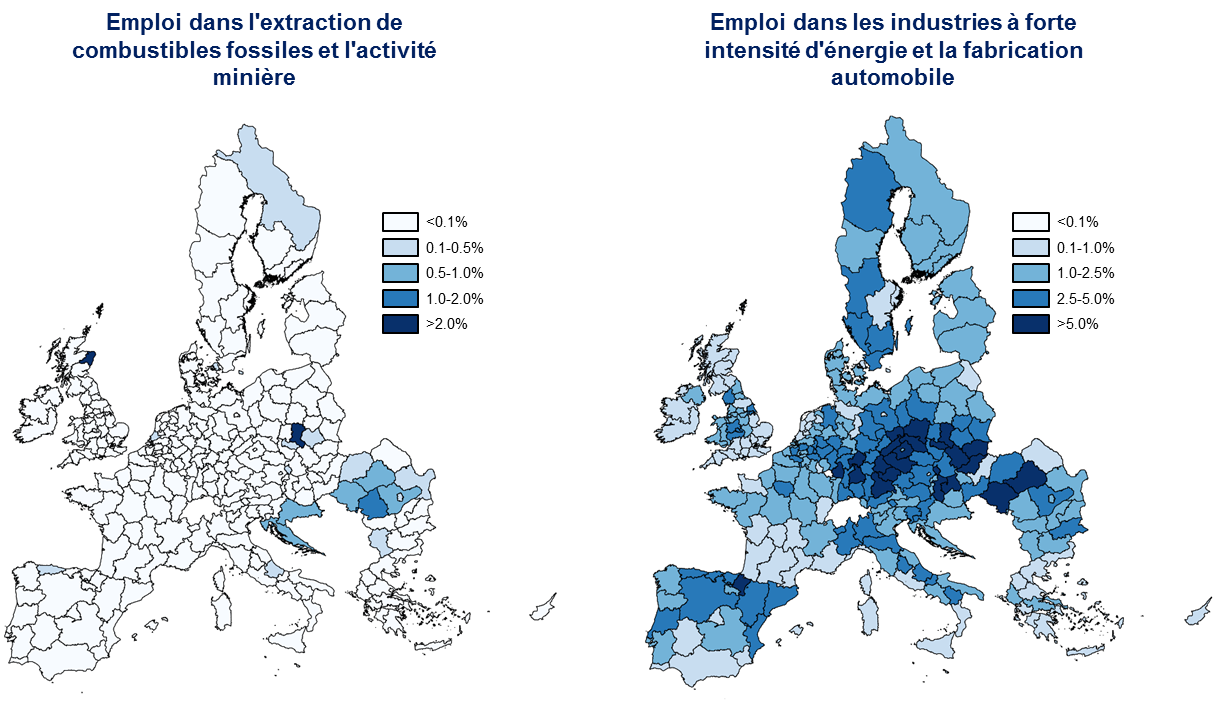 Emploi dans l'extraction de
combustibles fossiles et l'activité
minière
<0.1%
0.1-0.5%
0.5-1.0%
1.0-2.0%
>2.0%
Emploi dans les industries à forte
intensité d'énergie et la fabrication
automobile
<0.1%
0.1-1.0%
1.0-2.5%
2.5-5.0%
>5.0%